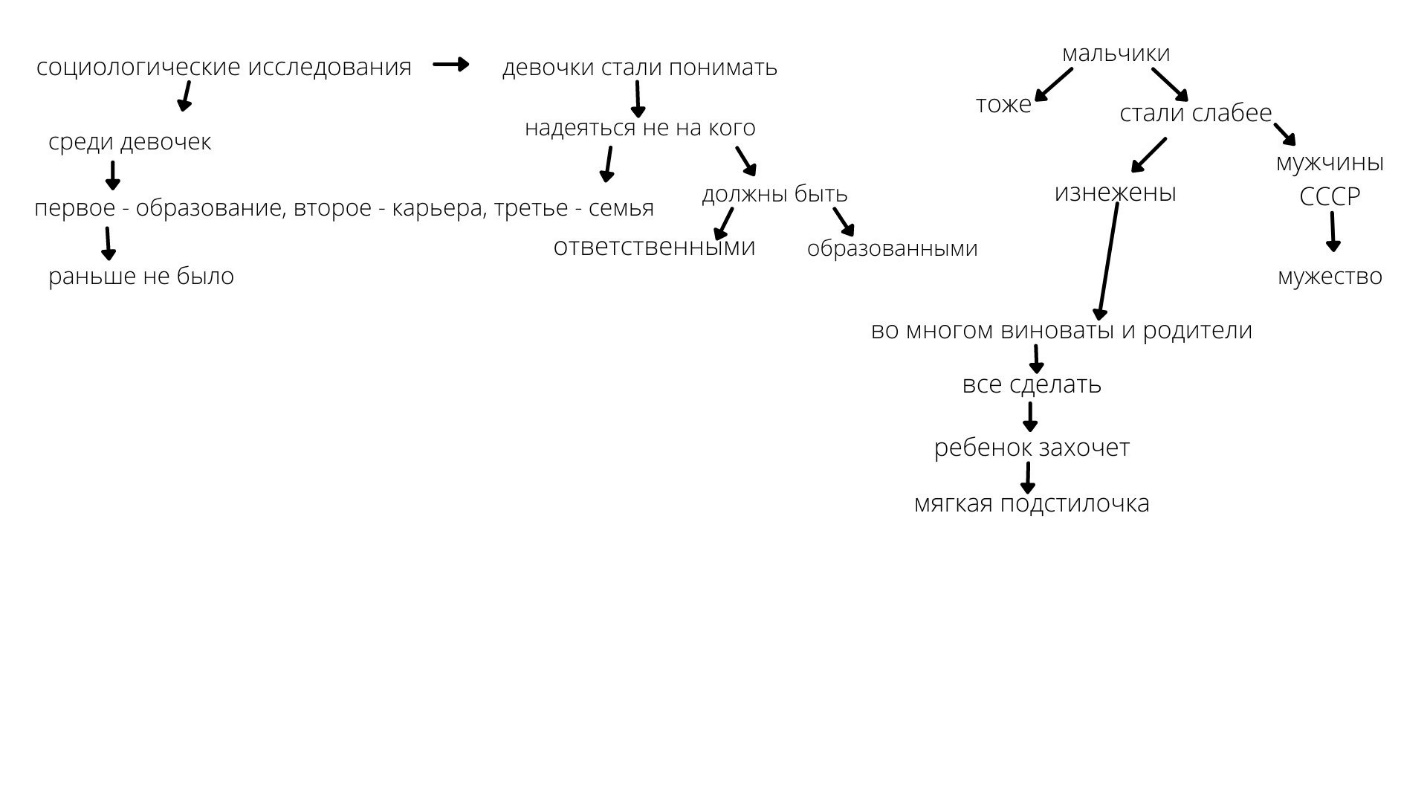 социологические исследования
девочки стали понимать
мальчики
тоже
стали слабее
среди девочек
надеяться не на кого
мужчины
СССР
первое - образование, второе - карьера, третье - семья
должны быть
изнежены
ответственными
образованными
раньше не было
мужество
во многом виноваты и родители
все сделать
ребенок захочет
мягкая подстилочка